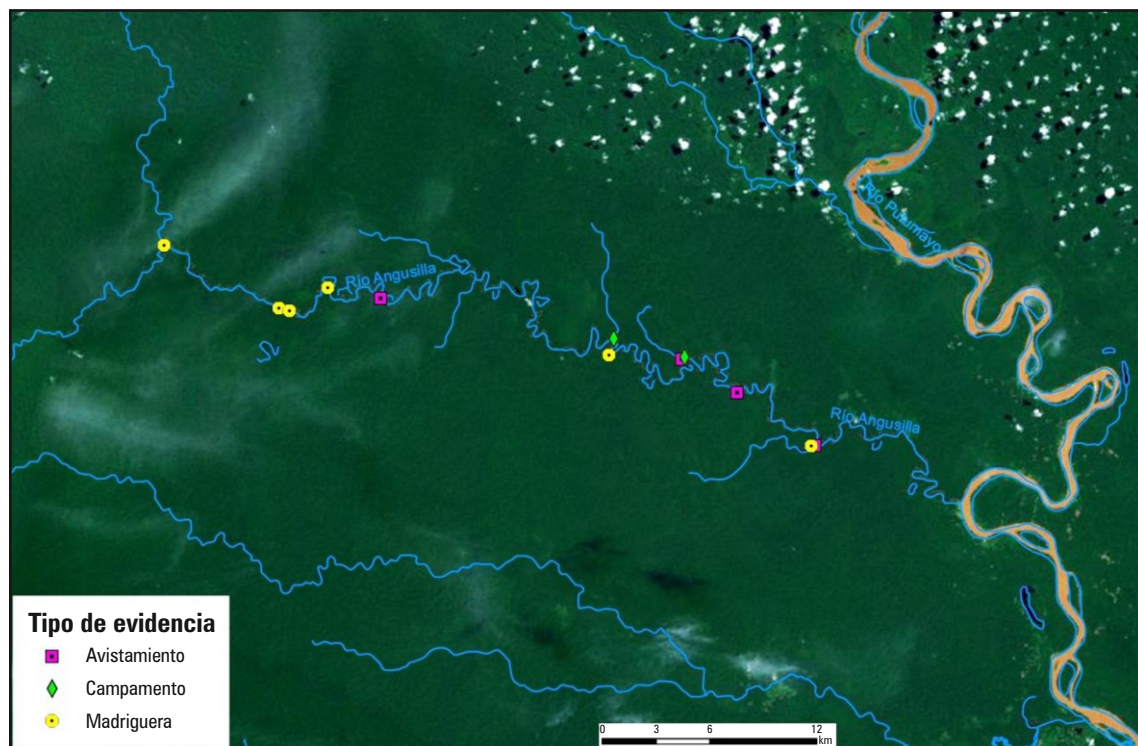 Río Putumayo
Río Angusilla
Río Angusilla
Tipo de evidencia
Avistamiento
Campamento
Madriguera
0 3 6 12
km